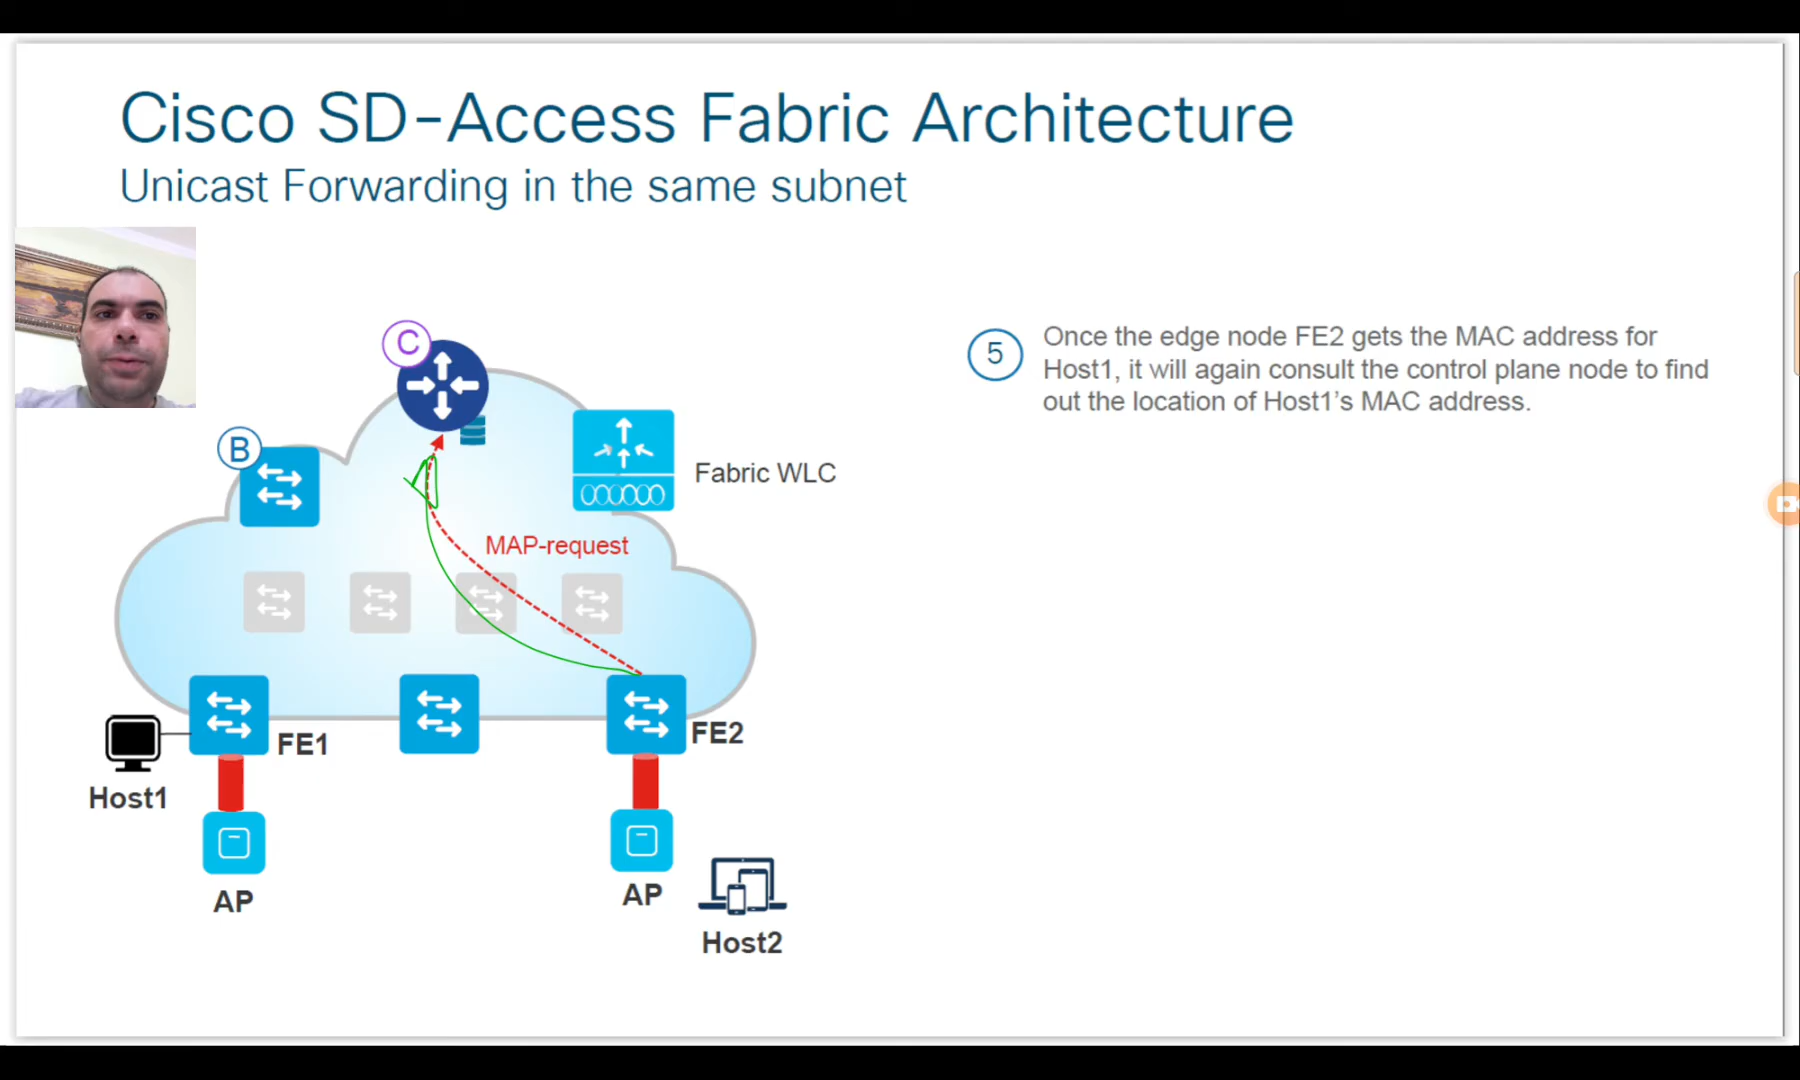 Cisco SD-Access Fabric Architecture
Unicast Forwarding in the same subnet
C
B
5
Once the edge node FE2 gets the MAC address for
Host1, it will again consult the control plane node to find
out the location of Host1's MAC address.
Fabric WLC
MAP-request
FE1
FE2
Host1
AP
AP
Host2